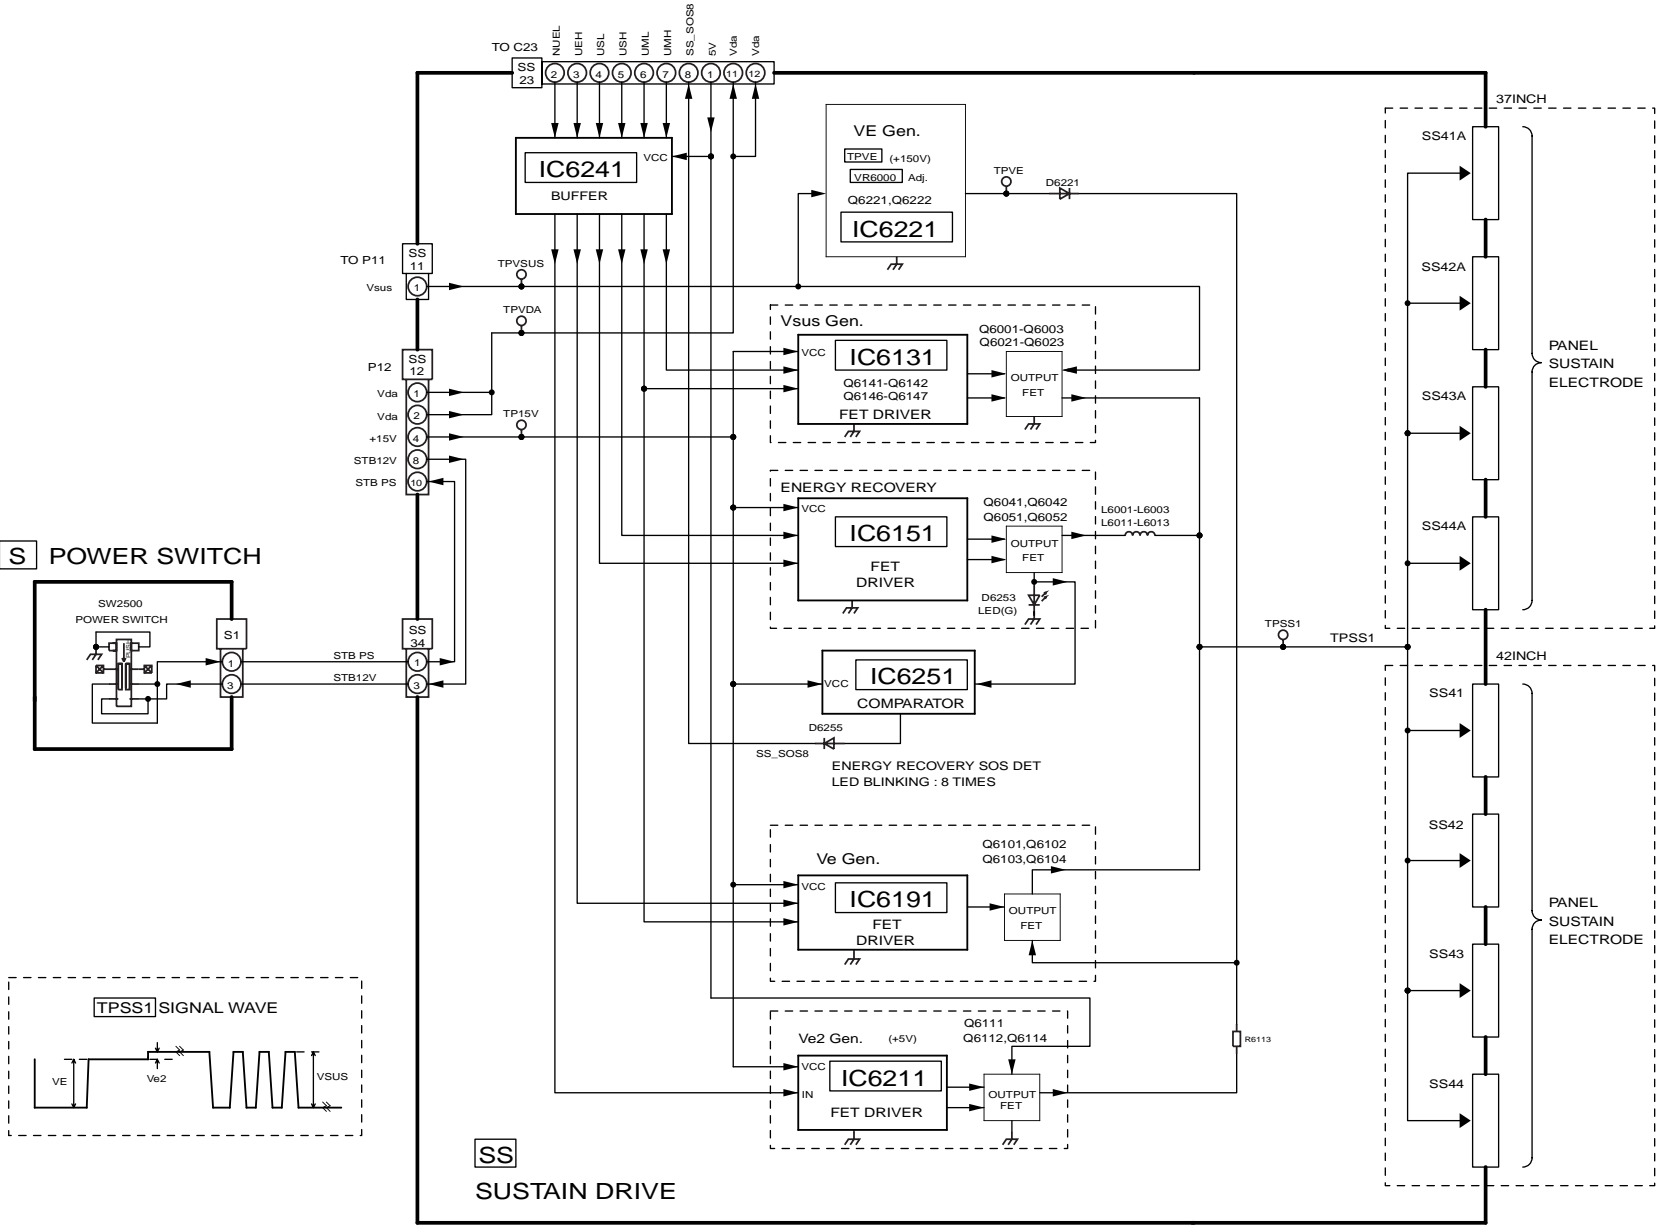 NUEL
UEH
USL
USH
UML
UMH
SS_SOS8
5V
Vda
Vda
TO C23
SS
23
2
3
4
5
6
7
8
1
11
12
37INCH
VE Gen.
TPVE (+150V)
VR6000 Adj.
Q6221,Q6222
IC6221
TPVE
D6221
SS41A
IC6241
VCC
BUFFER
SS
11
TO P11
Vsus
1
TPVSUS
SS42A
TPVDA
Vsus Gen.
Q6001-Q6003
Q6021-Q6023
VCC
IC6131
Q6141-Q6142
Q6146-Q6147
FET DRIVER
OUTPUT
FET
PANEL
SUSTAIN
ELECTRODE
SS
12
P12
Vda
1
Vda
2
+15V
4
STB12V
8
STB PS
10
TP15V
SS43A
ENERGY RECOVERY
Q6041,Q6042
Q6051,Q6052
VCC
IC6151
FET
DRIVER
OUTPUT
FET
L6001-L6003
L6011-L6013
D6253
LED(G)
SS44A
S POWER SWITCH
SW2500
POWER SWITCH
PUSH
S1
1
3
STB PS
STB12V
SS
34
1
3
TPSS1
TPSS1
VCC
IC6251
COMPARATOR
D6255
SS_SOS8
ENERGY RECOVERY SOS DET
LED BLINKING : 8 TIMES
42INCH
SS41
SS42
Ve Gen.
Q6101,Q6102
Q6103,Q6104
VCC
IC6191
FET
DRIVER
OUTPUT
FET
PANEL
SUSTAIN
ELECTRODE
SS43
TPSS1 SIGNAL WAVE
VE
Ve2
VSUS
Ve2 Gen. (+5V)
Q6111
Q6112,Q6114
VCC
IN
IC6211
FET DRIVER
OUTPUT
FET
R6113
SS44
SS
SUSTAIN DRIVE